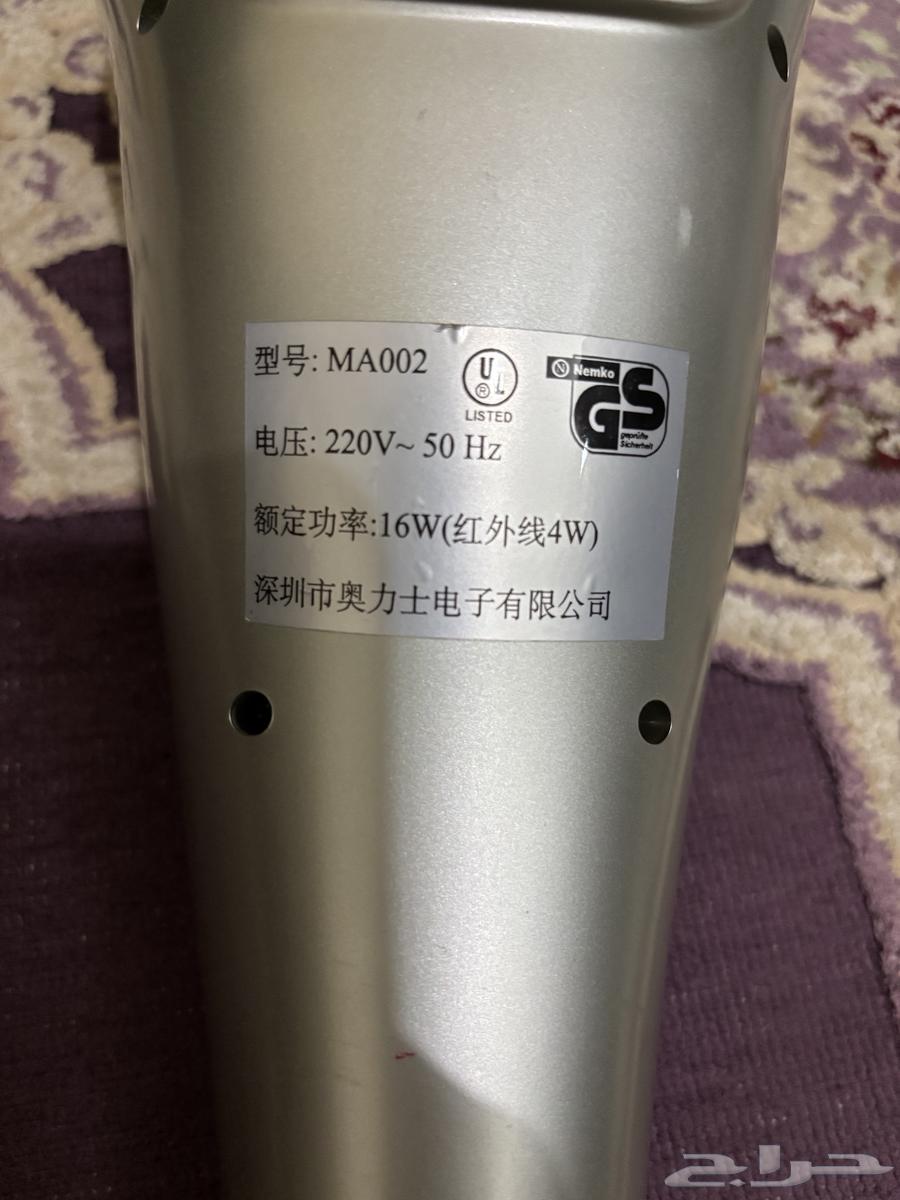 型号: MA002
UL
®
LISTED
N Nemko
GS
geprüfte
Sicherheit
电压: 220V~ 50 Hz
额定功率:16W(红外线4W)
深圳市奥力士电子有限公司
حراج